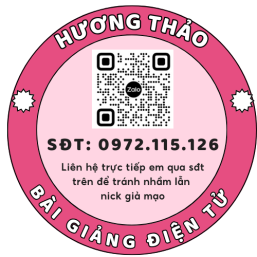 HƯƠNG THẢO
Zalo
SĐT: 0972.115.126
Liên hệ trực tiếp em qua sđt
trên để tránh nhầm lẫn
nick giả mạo
BÀI GIẢNG ĐIỆN TỬ